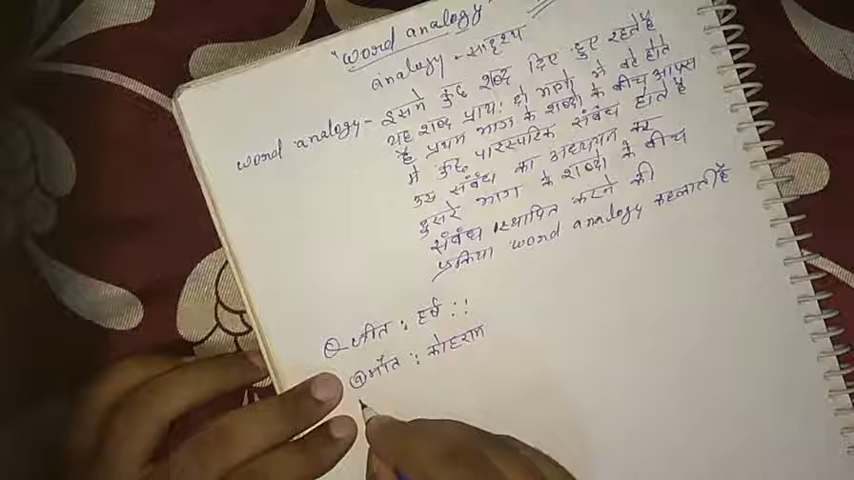 "word analogy"
analogy - सादृश्य
word analogy - इसमे कुछ शब्द दिए हुए रहते है
यह शब्द प्राय: दो भागो मे बटे होते
है प्रथम भाग के शब्दो के बीच आपस
मे कुछ पारस्परिक संबंध होते है
इस संबंध का अध्ययन कर
दुसरे भाग के शब्दो के बीच
संबंध स्थापित करने की
प्रक्रिया word analogy कहलाती है
जीत : हर्ष : :
मौत : कोहराम